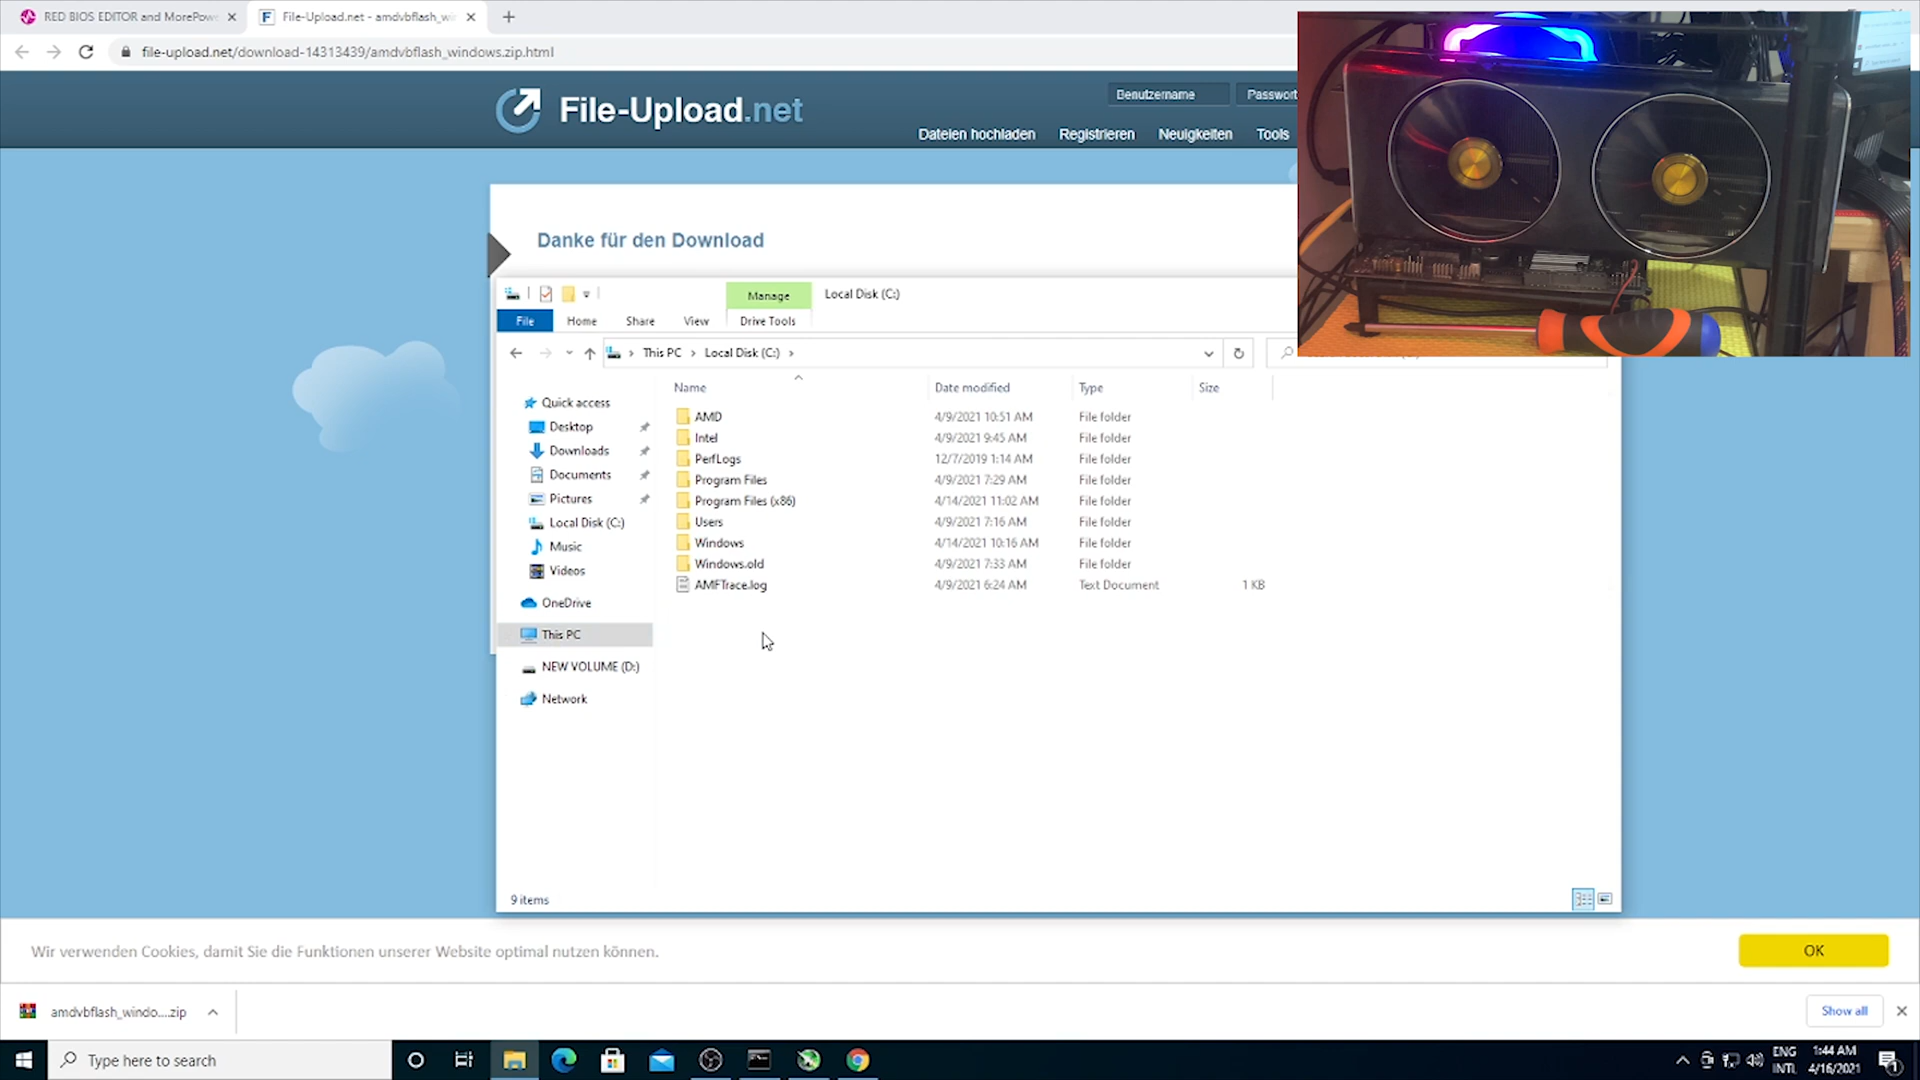 RED BIOS EDITOR and MorePowe
File-Upload.net - amdvbflash_wi
file-upload.net/download-14313439/amdvbflash_windows.zip.html
File-Upload.net
Benutzername
Passwort
Dateien hochladen
Registrieren
Neuigkeiten
Tools
Danke für den Download
Manage
Local Disk (C:)
File
Home
Share
View
Drive Tools
This PC
Local Disk (C:)
Name
Date modified
Type
Size
Quick access
Desktop
Downloads
Documents
Pictures
Local Disk (C:)
Music
Videos
OneDrive
This PC
NEW VOLUME (D:)
Network
AMD 4/9/2021 10:51 AM File folder
Intel 4/9/2021 9:45 AM File folder
PerfLogs 12/7/2019 1:14 AM File folder
Program Files 4/9/2021 7:29 AM File folder
Program Files (x86) 4/14/2021 11:02 AM File folder
Users 4/9/2021 7:16 AM File folder
Windows 4/14/2021 10:16 AM File folder
Windows.old 4/9/2021 7:33 AM File folder
AMFTrace.log 4/9/2021 6:24 AM Text Document 1 KB
9 items
Wir verwenden Cookies, damit Sie die Funktionen unserer Website optimal nutzen können.
OK
amdvbflash_windo....zip
Show all
Type here to search
ENG
INTL
1:44 AM
4/16/2021
1